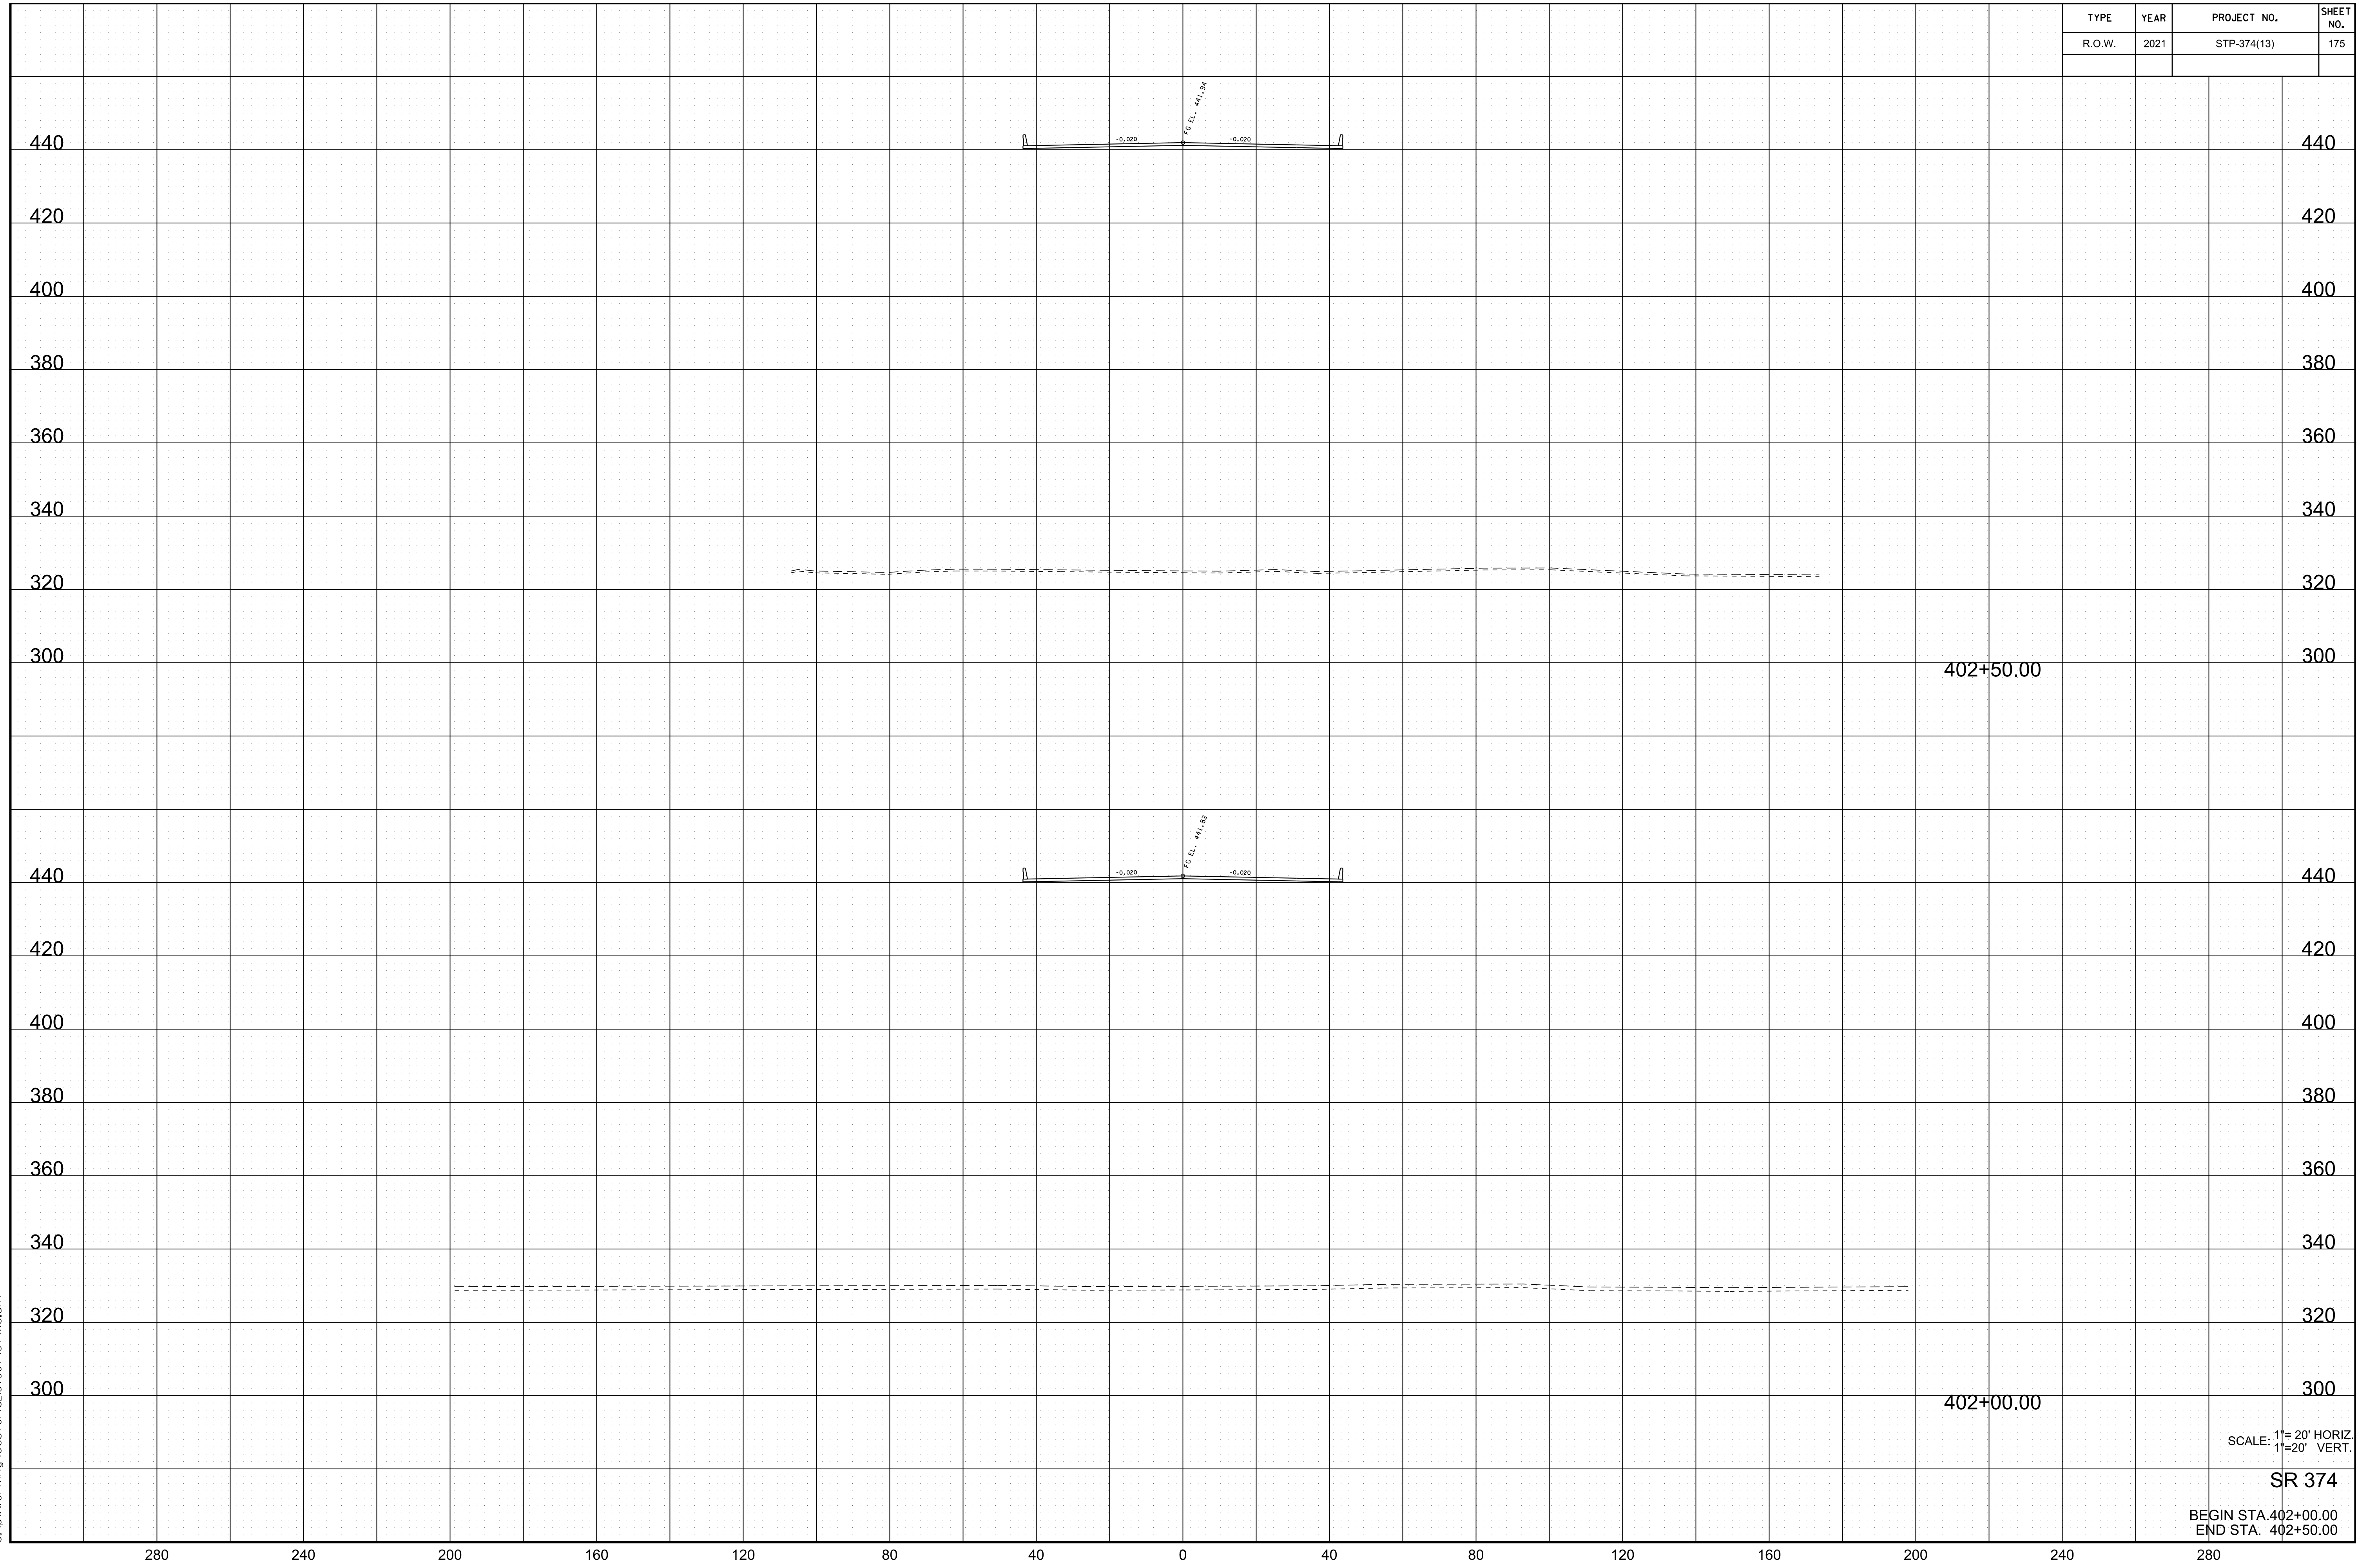 TYPE YEAR PROJECT NO. SHEET NO.
R.O.W. 2021 STP-374(13) 175
FG EL. 441.94
440 -0.020 -0.020 440
420 420
400 400
380 380
360 360
340 340
320 320
300 300
402+50.00
FG EL. 441.82
440 -0.020 -0.020 440
420 420
400 400
380 380
360 360
340 340
320 320
300 300
402+00.00
SCALE: 1"= 20' HORIZ.
1"=20' VERT.
SR 374
BEGIN STA.402+00.00
END STA. 402+50.00
280 240 200 160 120 80 40 0 40 80 120 160 200 240 280